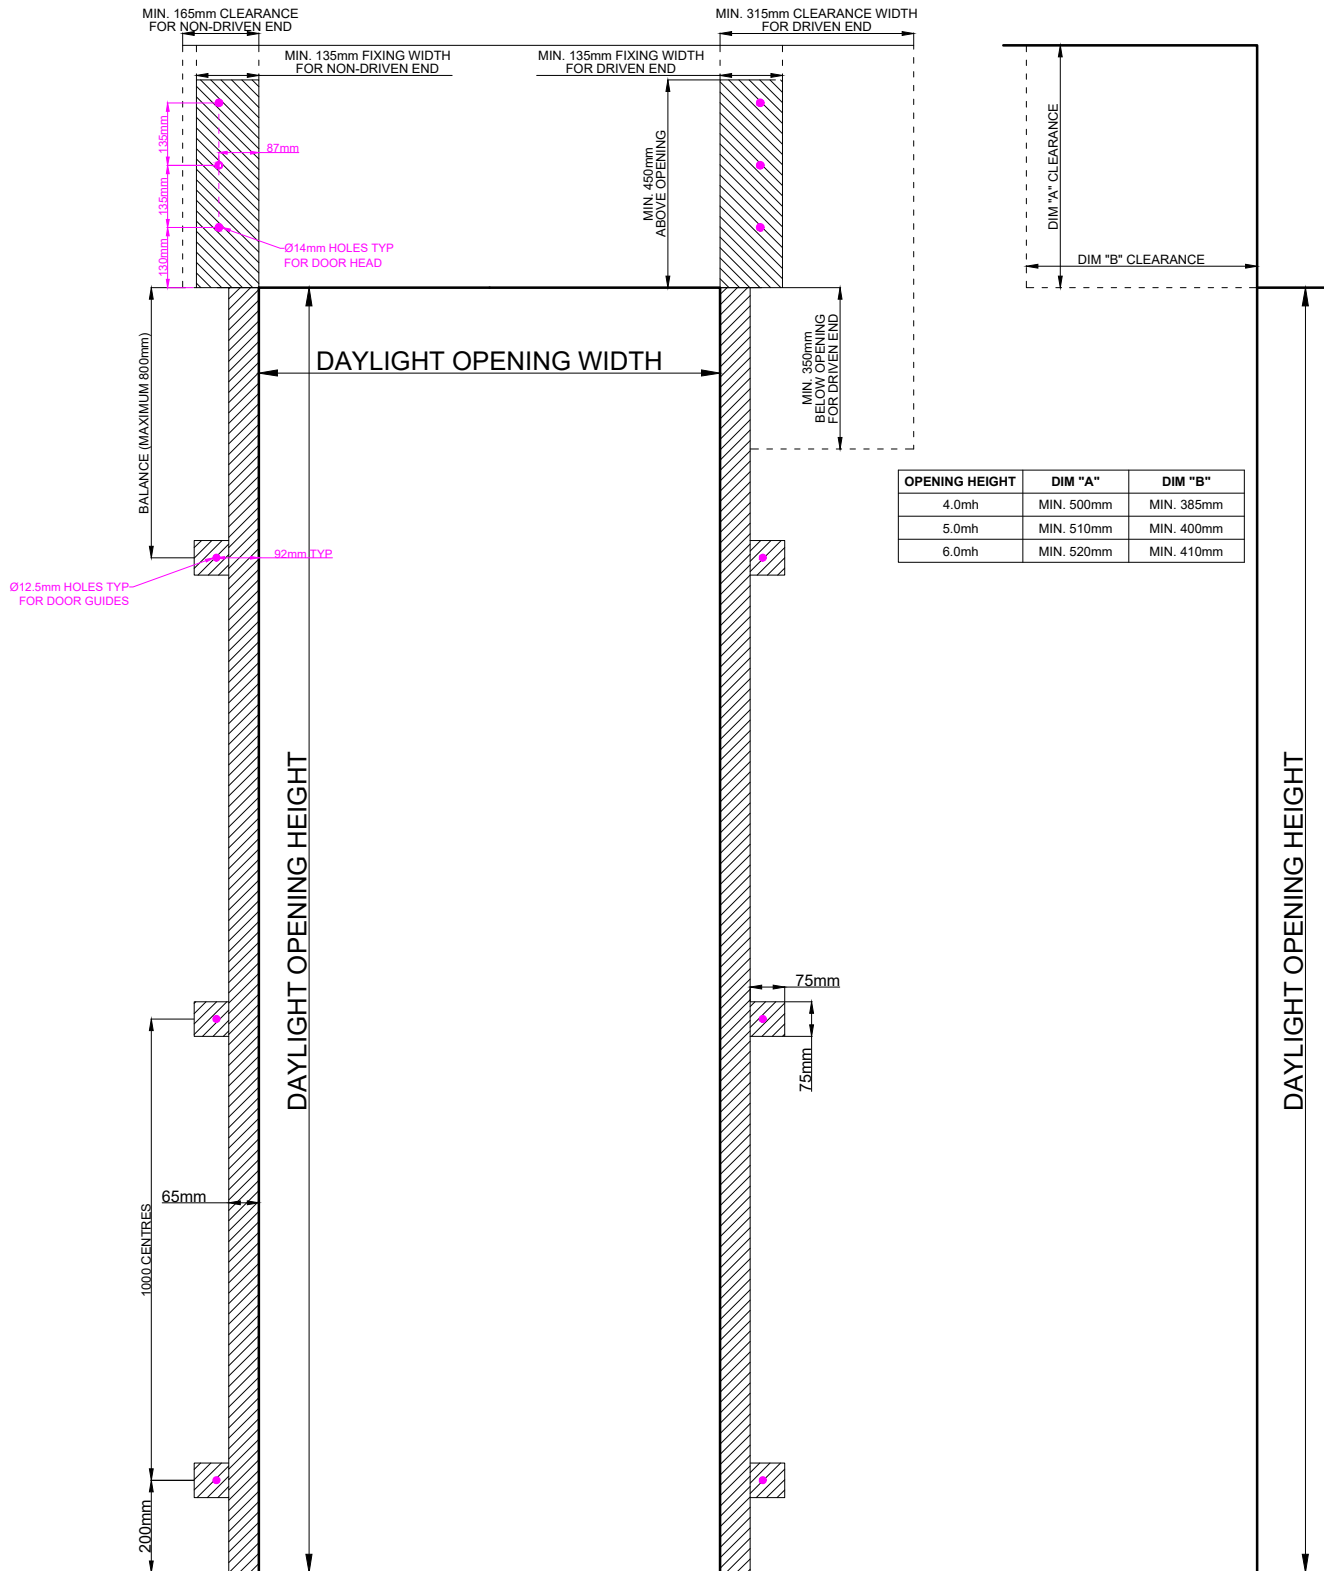 MIN. 165mm CLEARANCE
FOR NON-DRIVEN END
MIN. 315mm CLEARANCE WIDTH
FOR DRIVEN END
MIN. 135mm FIXING WIDTH
FOR NON-DRIVEN END
MIN. 135mm FIXING WIDTH
FOR DRIVEN END
135mm
87mm
135mm
130mm
Ø14mm HOLES TYP
FOR DOOR HEAD
MIN. 450mm
ABOVE OPENING
DIM "A" CLEARANCE
DIM "B" CLEARANCE
BALANCE (MAXIMUM 800mm)
DAYLIGHT OPENING WIDTH
MIN. 350mm
BELOW OPENING
FOR DRIVEN END
OPENING HEIGHT DIM "A" DIM "B"
4.0mh MIN. 500mm MIN. 385mm
5.0mh MIN. 510mm MIN. 400mm
6.0mh MIN. 520mm MIN. 410mm
92mm TYP
Ø12.5mm HOLES TYP
FOR DOOR GUIDES
DAYLIGHT OPENING HEIGHT
DAYLIGHT OPENING HEIGHT
75mm
75mm
65mm
1000 CENTRES
200mm